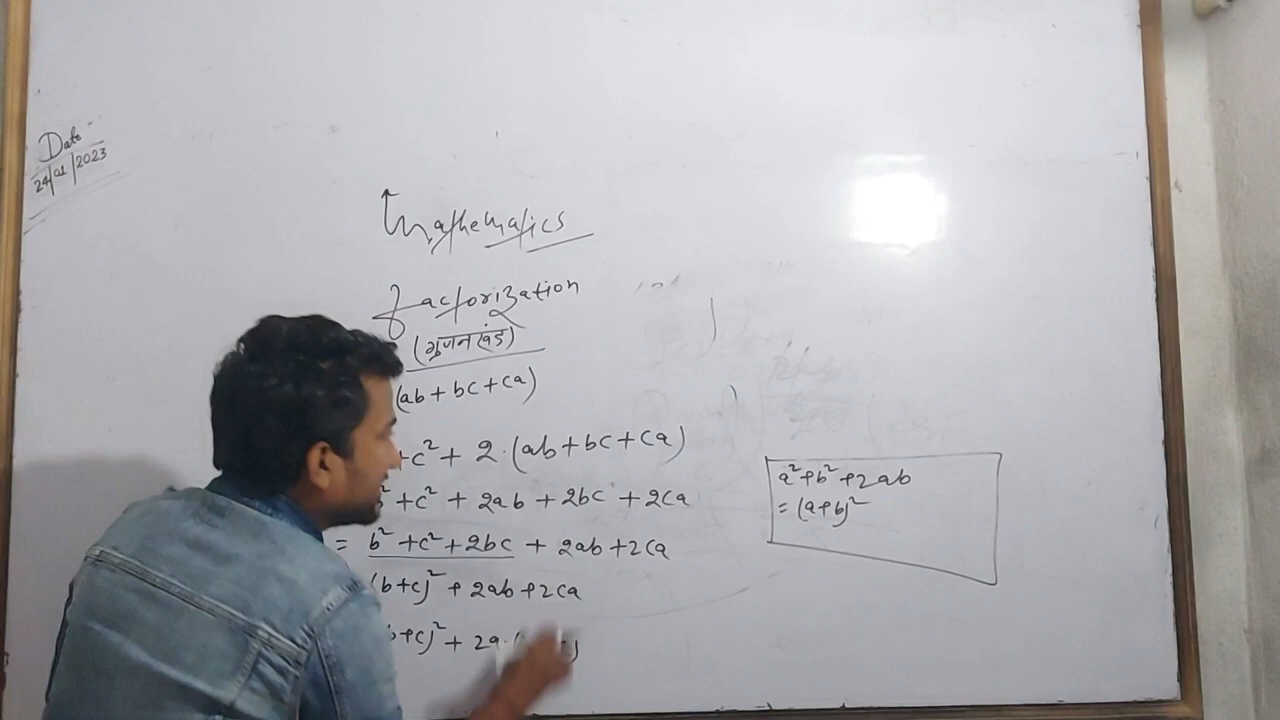 Date
24/01/2023
Mathematics
factorization
(गुणनखंड)
(ab+bc+ca)
+c²+ 2.(ab+bc+ca)
² +c² + 2ab + 2bc + 2ca
= b² +c² +2bc + 2ab +2ca
(b+c)² + 2ab + 2ca
b+c)² + 2a.(
a²+b²+2ab
= (a+b)²